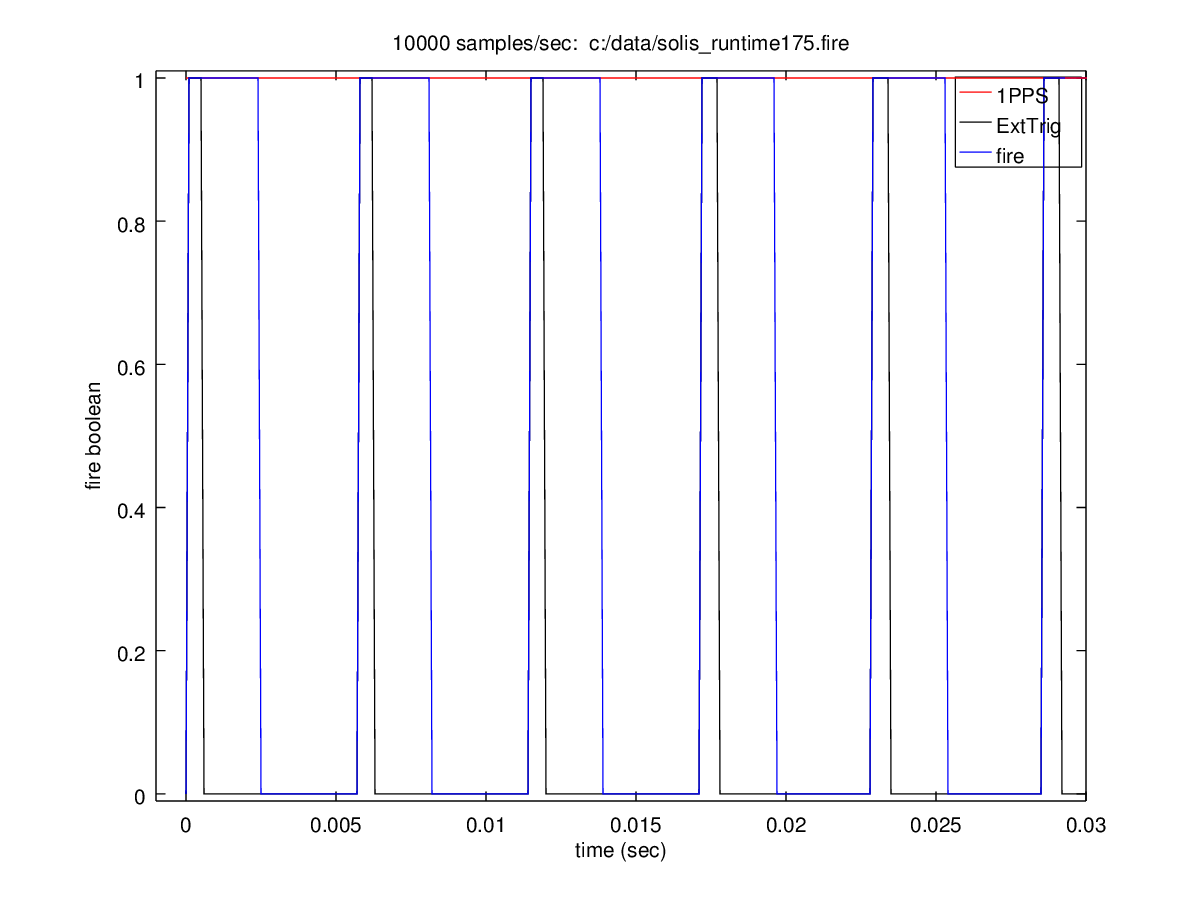 10000 samples/sec:  c:/data/solis_runtime175.fire
1
0.8
0.6
0.4
0.2
0
fire boolean
1PPS
ExtTrig
fire
0 0.005 0.01 0.015 0.02 0.025 0.03
time (sec)